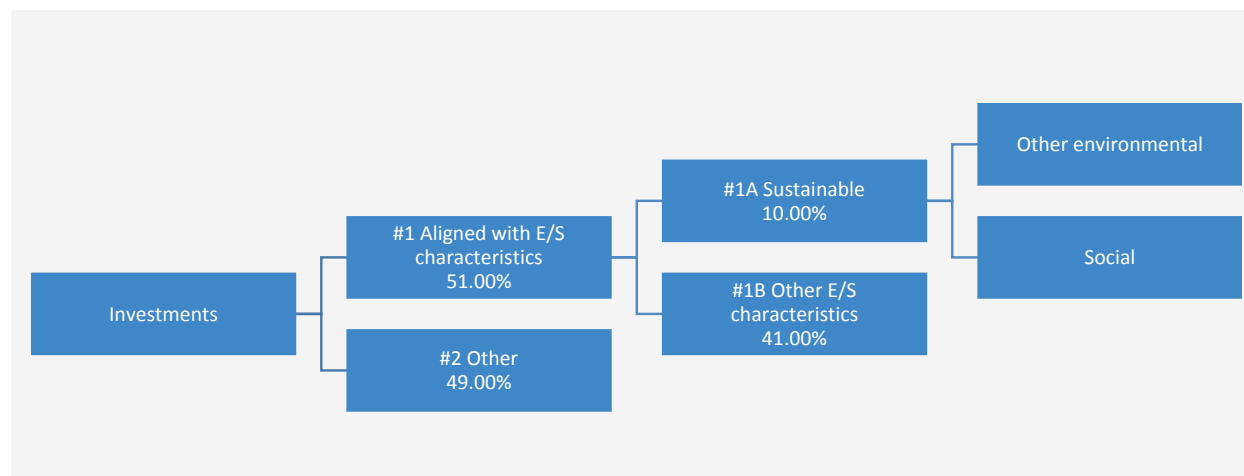 Investments
#1 Aligned with E/S
characteristics
51.00%
#2 Other
49.00%
#1A Sustainable
10.00%
#1B Other E/S
characteristics
41.00%
Other environmental
Social